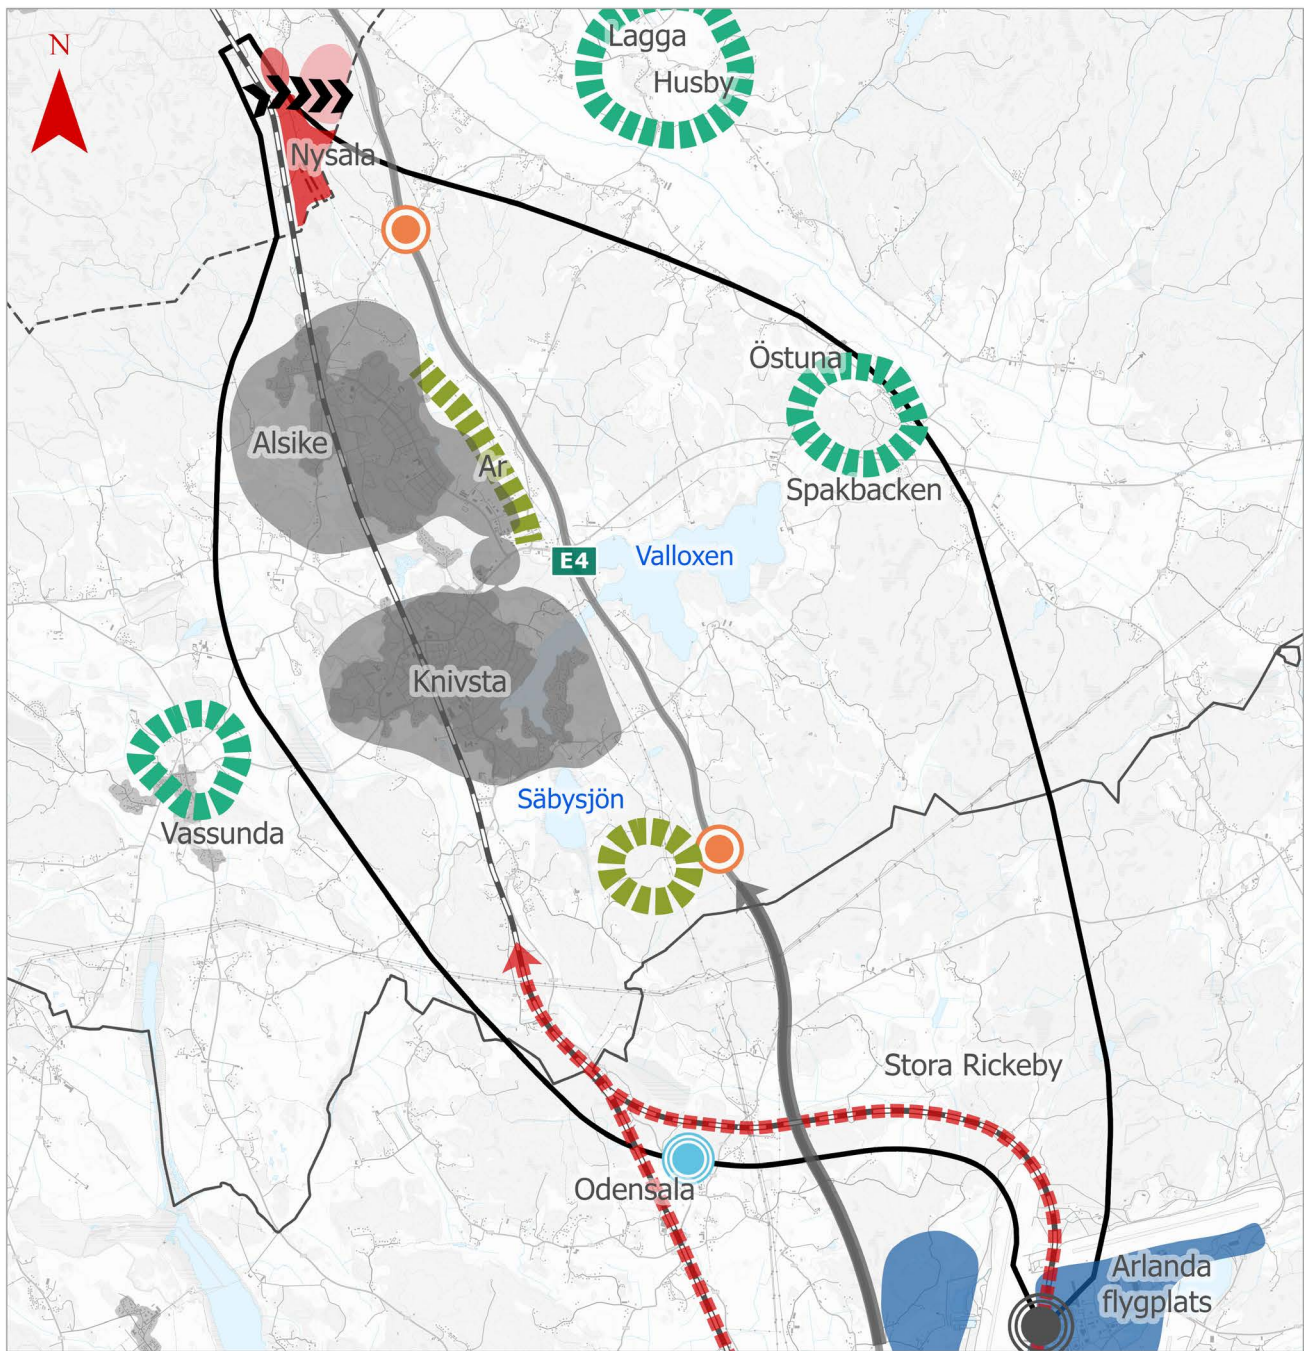 Lagga
N
Husby
Nysala
Östuna
Alsike
Ar
Spakbacken
Valloxen
E4
Knivsta
Säbysjön
Vassunda
Stora Rickeby
Odensala
Arlanda
flygplats